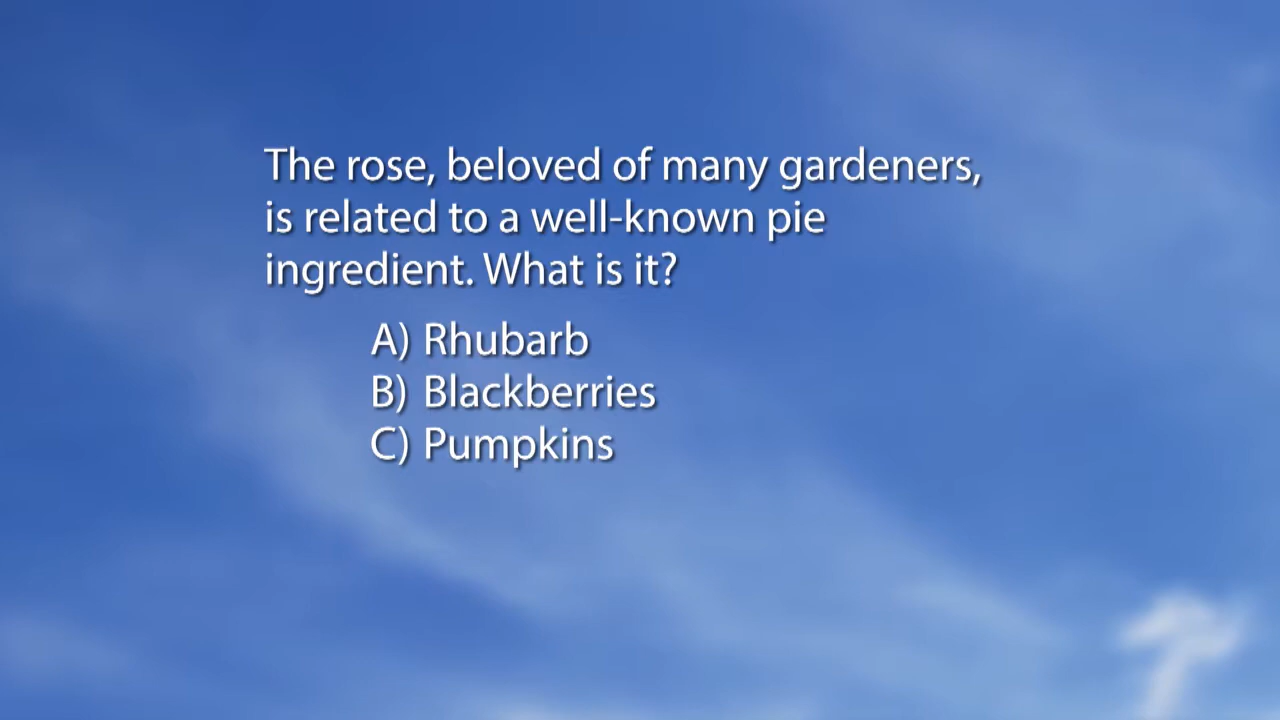 The rose, beloved of many gardeners,
is related to a well-known pie
ingredient. What is it?
A) Rhubarb
B) Blackberries
C) Pumpkins